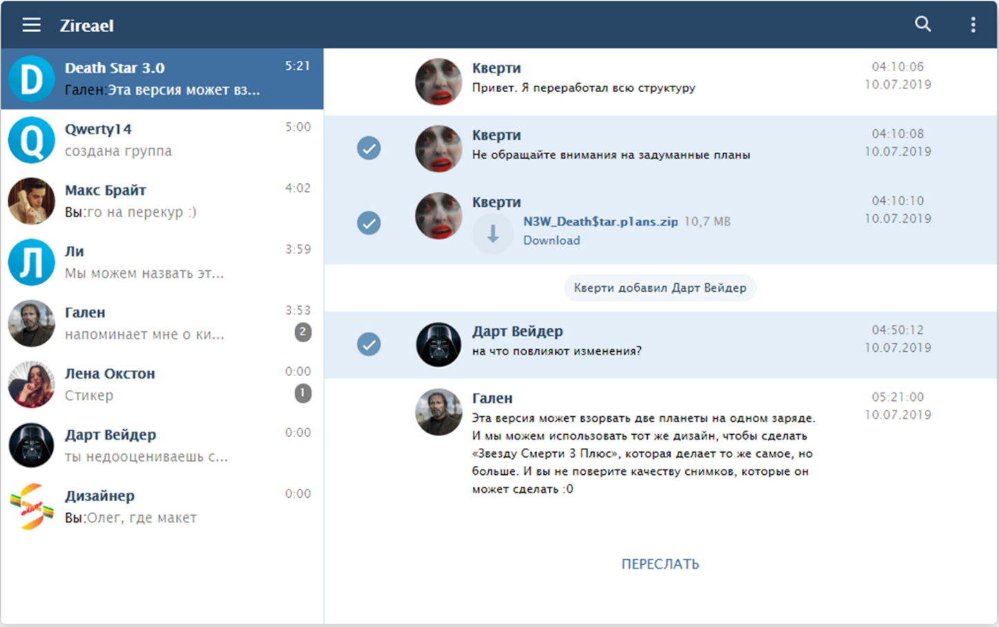 Zireael
D
Death Star 3.0
5:21
Гален:Эта версия может вз...
Q
Qwerty14
5:00
создана группа
Макс Брайт
4:02
Вы:го на перекур :)
Л
Ли
3:59
Мы можем назвать эт...
Гален
3:53
напоминает мне о ки...
2
Лена Окстон
0:00
Стикер
1
Дарт Вейдер
0:00
ты недооцениваешь с...
Дизайнер
0:00
Вы:Олег, где макет
Кверти
04:10:06
Привет. Я переработал всю структуру
10.07.2019
Кверти
04:10:08
Не обращайте внимания на задуманные планы
10.07.2019
Кверти
04:10:10
N3W_Death$tar.p1ans.zip 10,7 MB
10.07.2019
Download
Кверти добавил Дарт Вейдер
Дарт Вейдер
04:50:12
на что повлияют изменения?
10.07.2019
Гален
05:21:00
Эта версия может взорвать две планеты на одном заряде.
10.07.2019
И мы можем использовать тот же дизайн, чтобы сделать
«Звезду Смерти 3 Плюс», которая делает то же самое, но
больше. И вы не поверите качеству снимков, которые он
может сделать :0
ПЕРЕСЛАТЬ